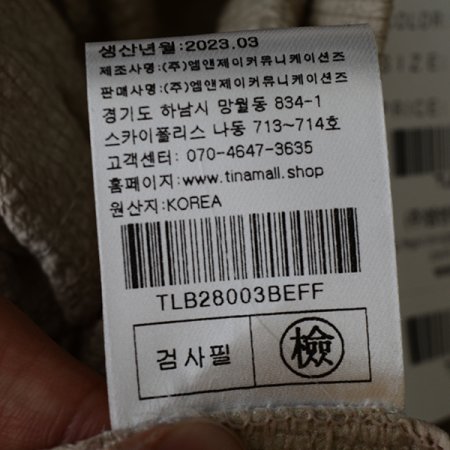 생산년월:2023.03
제조사명:(주)엠앤제이커뮤니케이션즈
판매사명:(주)엠앤제이커뮤니케이션즈
경기도 하남시 망월동 834-1
스카이폴리스 나동 713~714호
고객센터: 070-4647-3635
홈페이지:www.tinamall.shop
원산지:KOREA
TLB28003BEFF
검사필 檢
COLOR
SIZE:
PRICE: